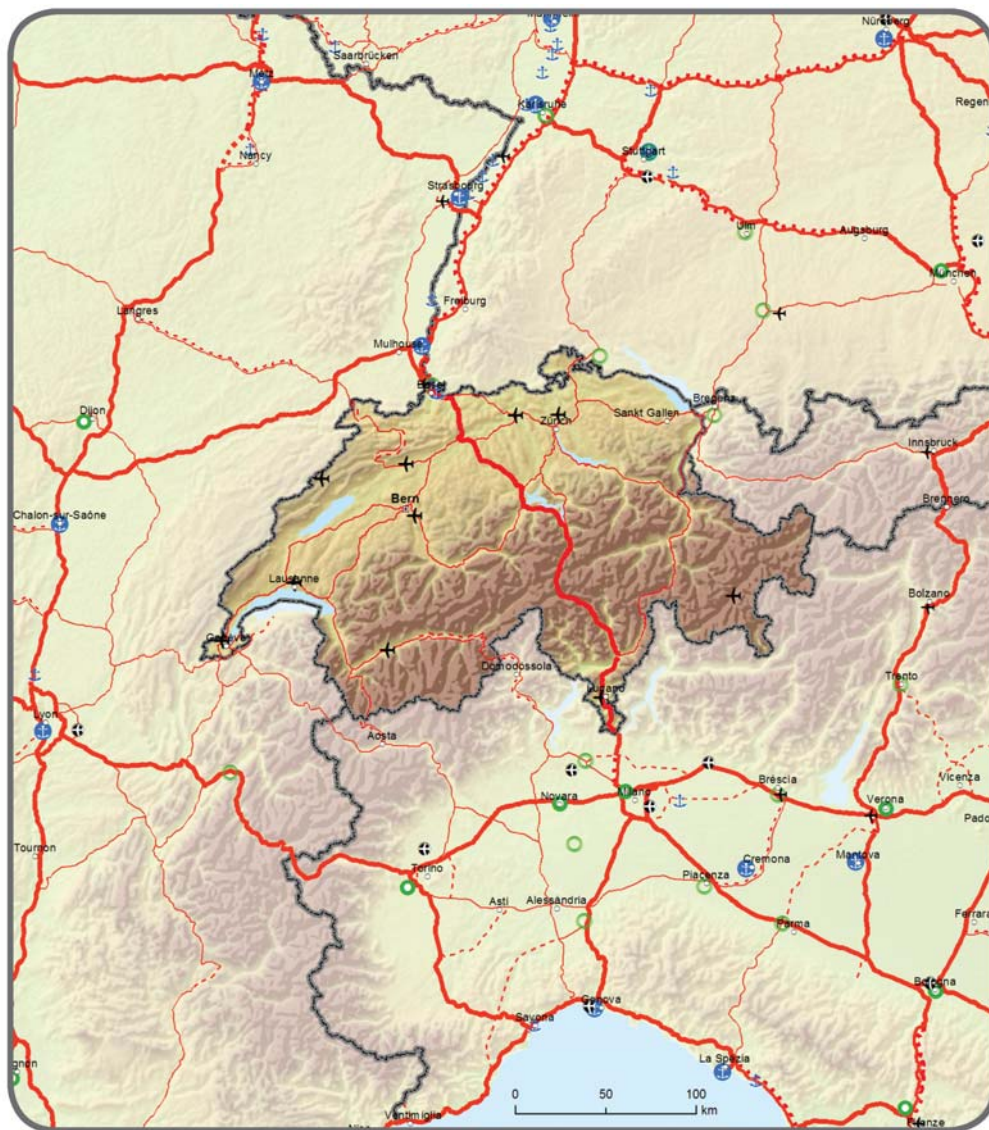 Nürnberg
Saarbrücken
Metz
Karlsruhe
Regen
Nancy
Stuttgart
Strasbourg
Ulm
Augsburg
München
Langres
Freiburg
Mulhouse
Basel
Dijon
Zürich
Sankt Gallen
Bregenz
Innsbruck
Bern
Brennero
Chalon-sur-Saône
Lausanne
Bolzano
Genève
Domodossola
Trento
Lugano
Lyon
Aosta
Vicenza
Novara
Milano
Brescia
Verona
Pado
Tournon
Torino
Cremona
Mantova
Piacenza
Asti
Alessandria
Parma
Ferrara
Bologna
Genova
Savona
La Spezia
gnon
0 50 100
km
Ventimiglia
Firenze